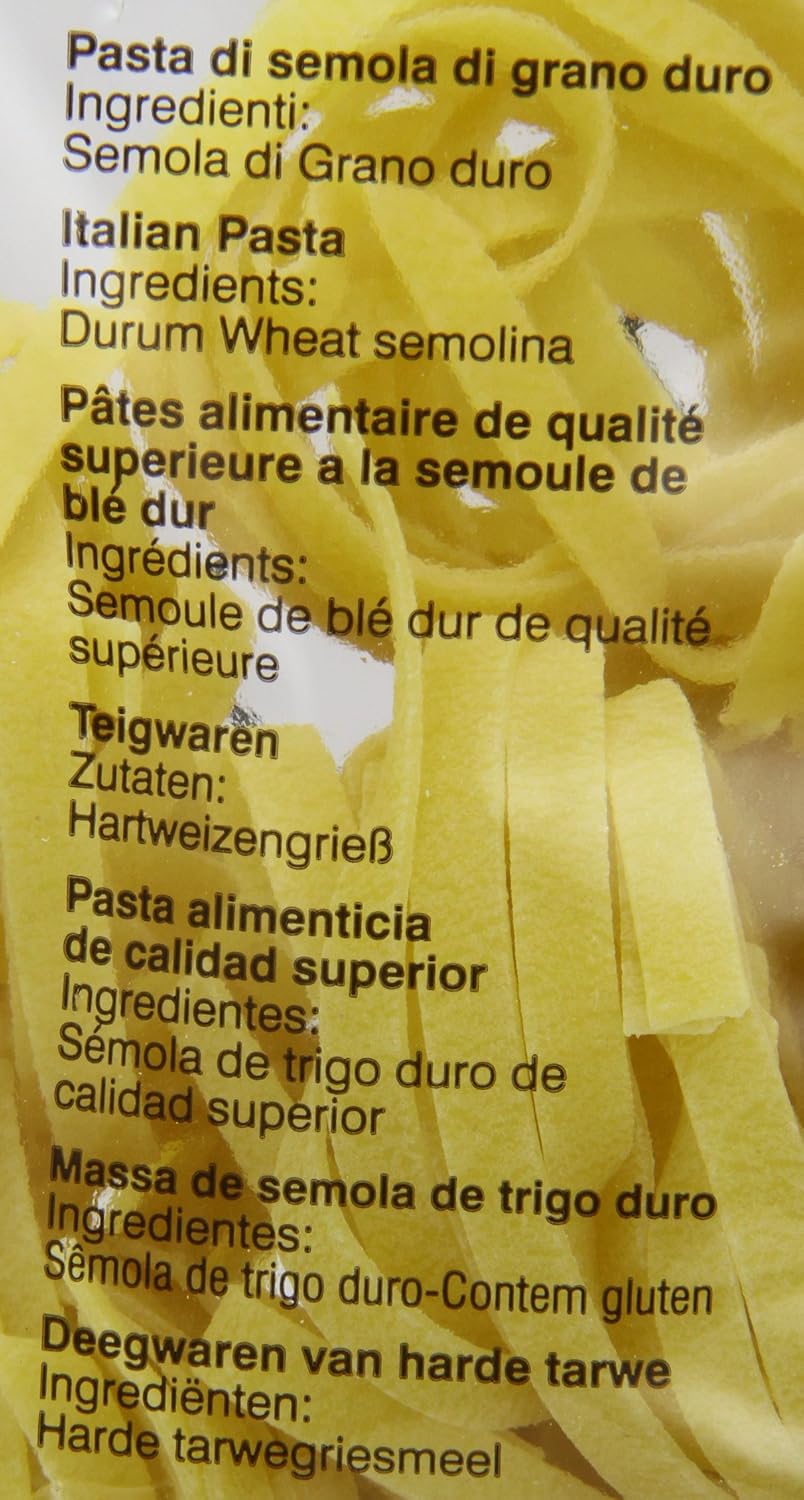 Pasta di semola di grano duro
Ingredienti:
Semola di Grano duro
Italian Pasta
Ingredients:
Durum Wheat semolina
Pâtes alimentaire de qualité
superieure a la semoule de
blé dur
Ingrédients:
Semoule de blé dur de qualité
supérieure
Teigwaren
Zutaten:
Hartweizengrieß
Pasta alimenticia
de calidad superior
Ingredientes:
Sémola de trigo duro de
calidad superior
Massa de semola de trigo duro
Ingredientes:
Sêmola de trigo duro-Contem gluten
Deegwaren van harde tarwe
Ingrediënten:
Harde tarwegriesmeel